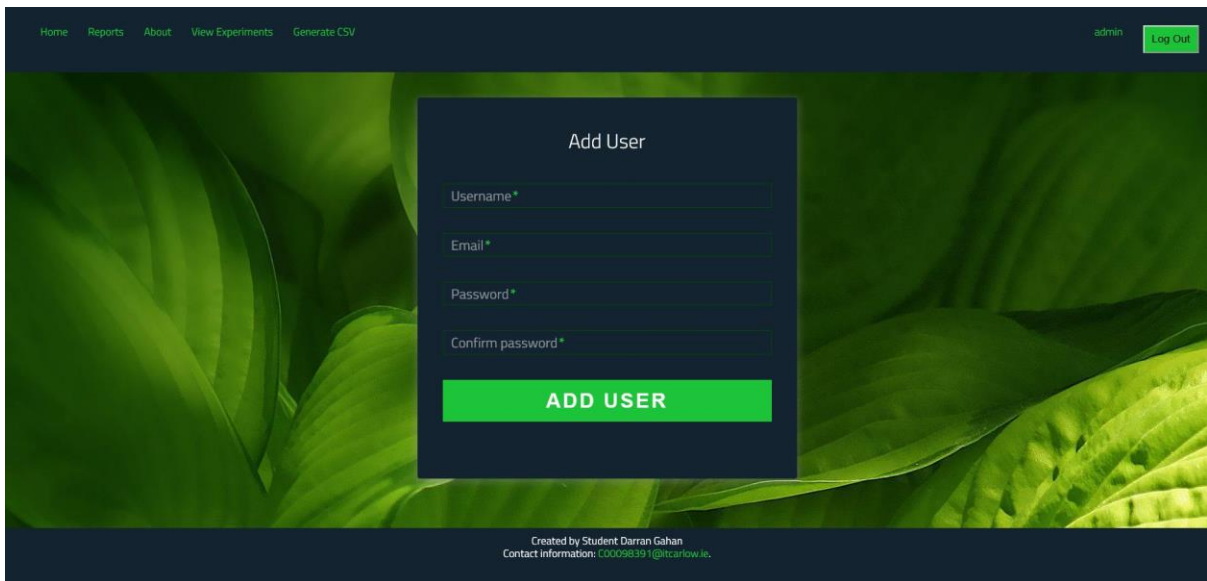 Home Reports About View Experiments Generate CSV admin Log Out
Add User
Username*
Email*
Password*
Confirm password*
ADD USER
Created by Student Darran Gahan
Contact information: C00098391@itcarlow.ie.